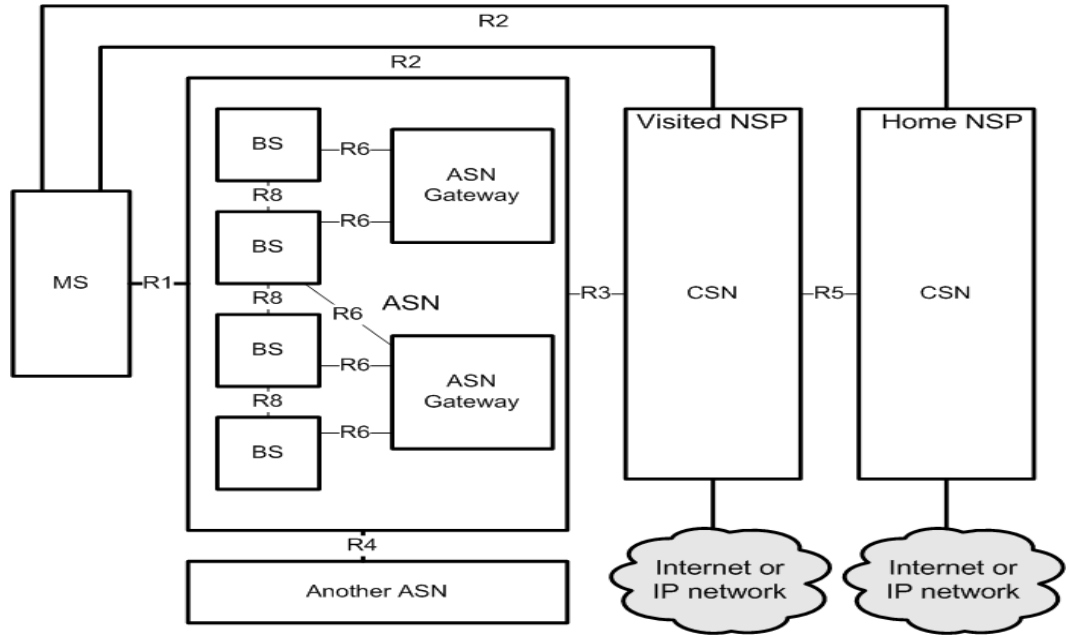 R2
R2
Visited NSP
Home NSP
BS
R6
ASN
Gateway
R8
BS
R6
MS
R1
R8
R6
ASN
R3
CSN
R5
CSN
BS
R6
ASN
Gateway
R8
BS
R6
R4
Another ASN
Internet or
IP network
Internet or
IP network